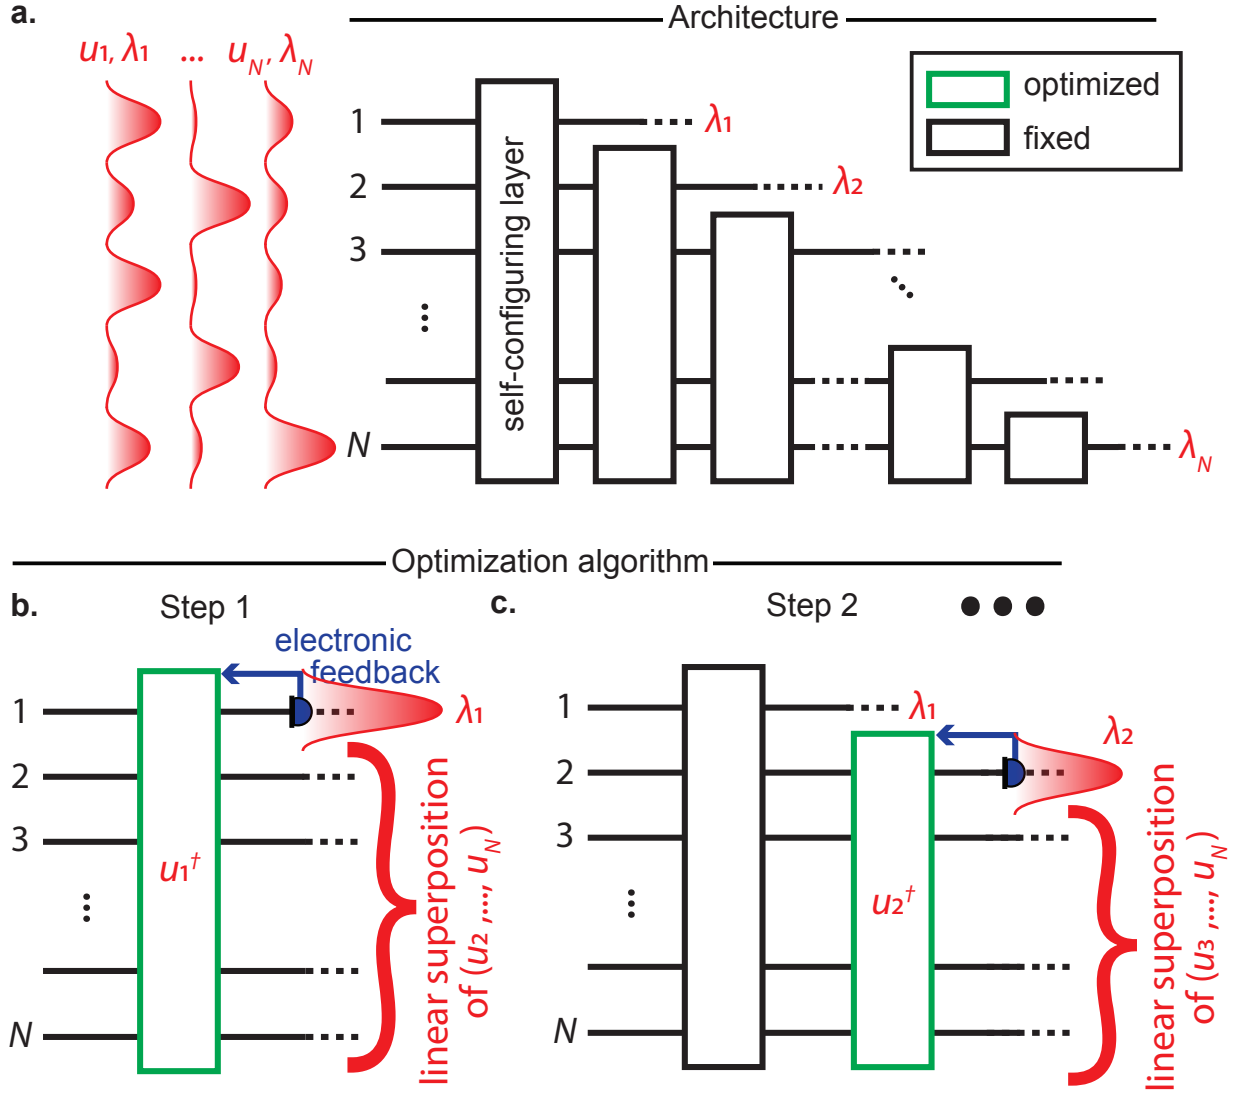 a.
Architecture
u1, λ1 ... uN, λN
optimized
fixed
1
2
3
⋮
N
self-configuring layer
λ1
λ2
λN
Optimization algorithm
b.
Step 1
electronic
feedback
1
2
3
⋮
N
u1†
λ1
linear superposition
of (u2 ,..., uN)
c.
Step 2
1
2
3
⋮
N
λ1
u2†
λ2
linear superposition
of (u3 ,..., uN)